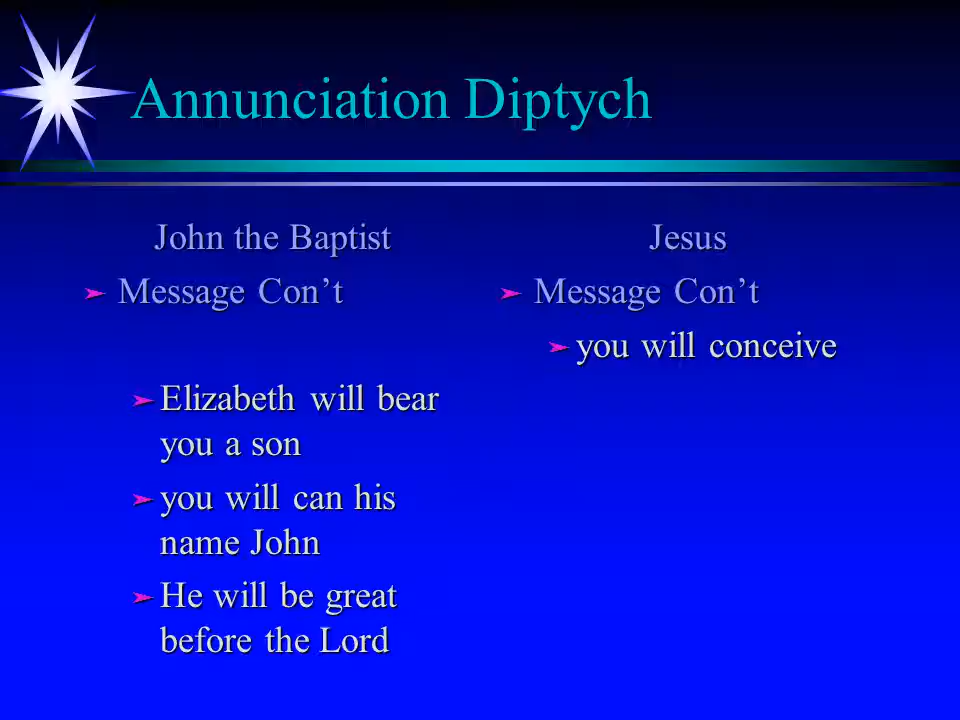 Annunciation Diptych
John the Baptist
Message Con’t
Elizabeth will bear
you a son
you will can his
name John
He will be great
before the Lord
Jesus
Message Con’t
you will conceive